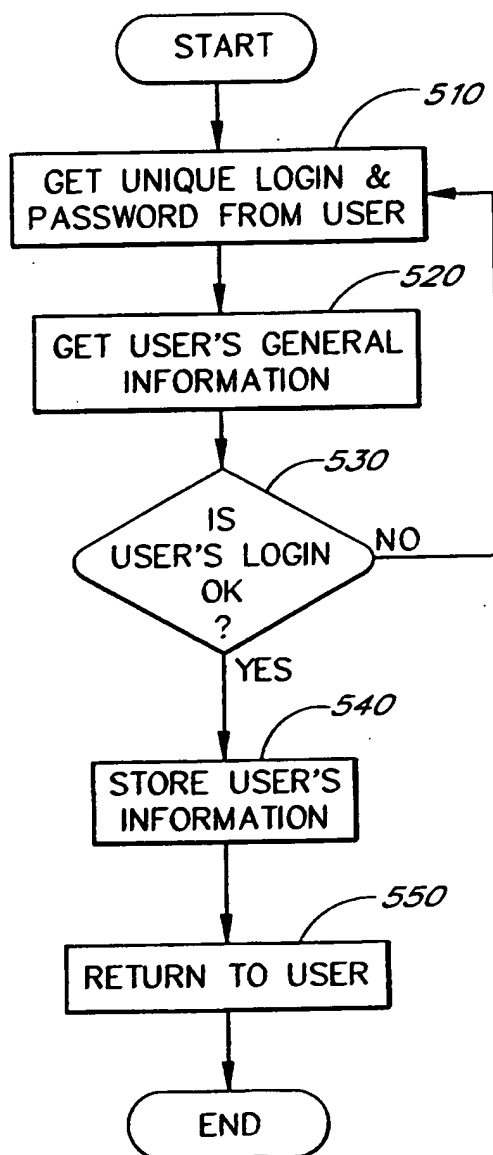 START
510
GET UNIQUE LOGIN &
PASSWORD FROM USER
520
GET USER'S GENERAL
INFORMATION
530
IS
USER'S LOGIN
OK
?
NO
YES
540
STORE USER'S
INFORMATION
550
RETURN TO USER
END